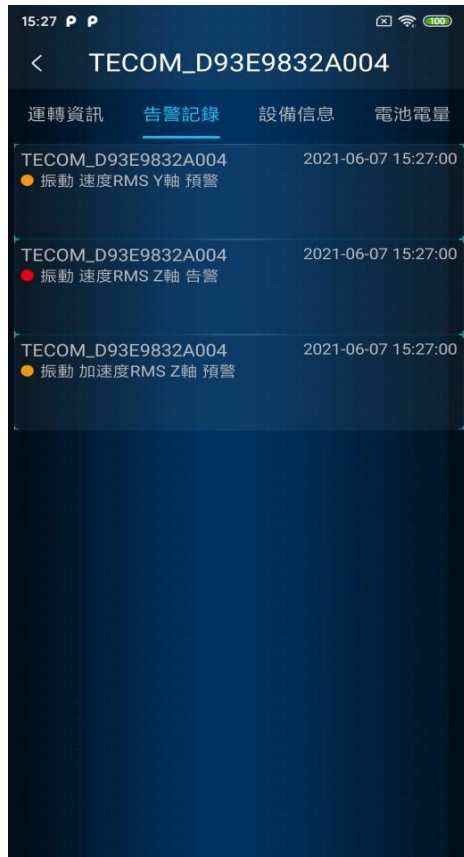 15:27 P P 100
< TECOM_D93E9832A004
運轉資訊 告警記錄 設備信息 電池電量
TECOM_D93E9832A004 2021-06-07 15:27:00
振動 速度RMS Y軸 預警
TECOM_D93E9832A004 2021-06-07 15:27:00
振動 速度RMS Z軸 告警
TECOM_D93E9832A004 2021-06-07 15:27:00
振動 加速度RMS Z軸 預警